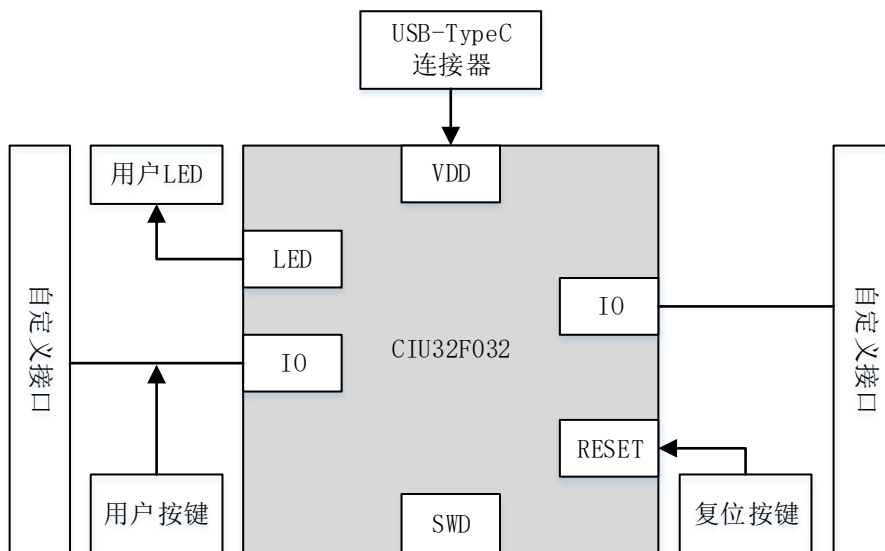 USB-TypeC
连接器
用户LED
VDD
LED
IO
自定义接口
IO
CIU32F032
自定义接口
RESET
用户按键
SWD
复位按键